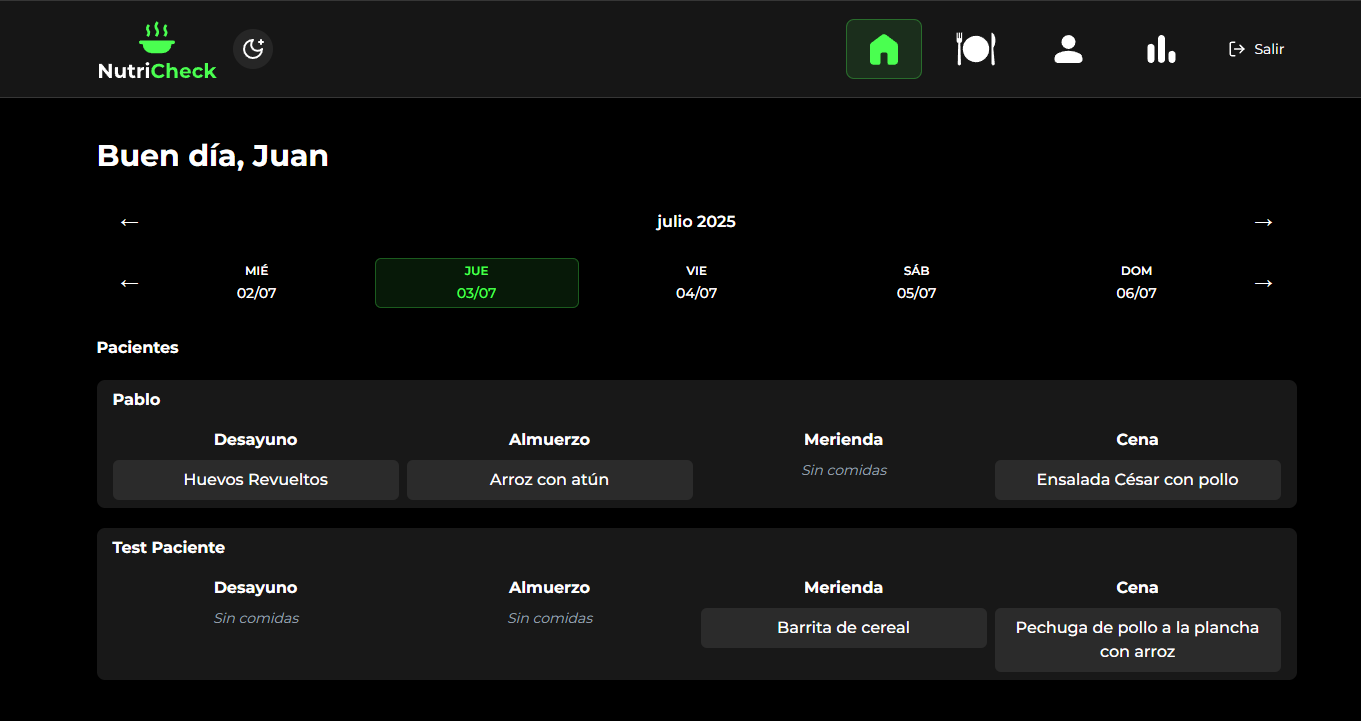 NutriCheck
Salir
Buen día, Juan
← julio 2025 →
← MIÉ JUE VIE SÁB DOM →
02/07 03/07 04/07 05/07 06/07
Pacientes
Pablo
Desayuno Almuerzo Merienda Cena
Huevos Revueltos Arroz con atún Sin comidas Ensalada César con pollo
Test Paciente
Desayuno Almuerzo Merienda Cena
Sin comidas Sin comidas Barrita de cereal Pechuga de pollo a la plancha
con arroz